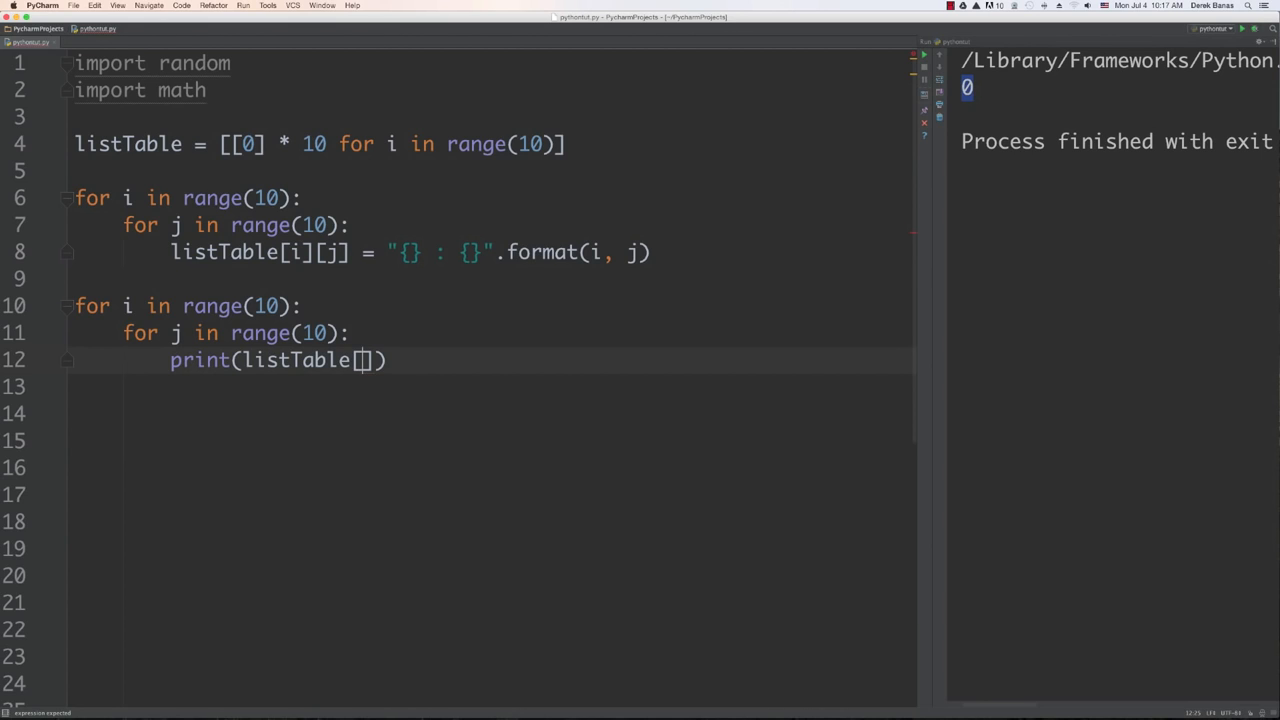 PyCharm File Edit View Navigate Code Refactor Run Tools VCS Window Help
10 Mon Jul 4 10:17 AM Derek Banas
pythontut.py - PycharmProjects - [~/PycharmProjects]
PycharmProjects pythontut.py
pythontut
pythontut.py
Run pythontut
1 import random
2 import math
3
4 listTable = [[0] * 10 for i in range(10)]
5
6 for i in range(10):
7 for j in range(10):
8 listTable[i][j] = "{} : {}".format(i, j)
9
10 for i in range(10):
11 for j in range(10):
12 print(listTable[])
13
14
15
16
17
18
19
20
21
22
23
24
/Library/Frameworks/Python.
0
Process finished with exit
expression expected
12:25 LF÷ UTF-8÷